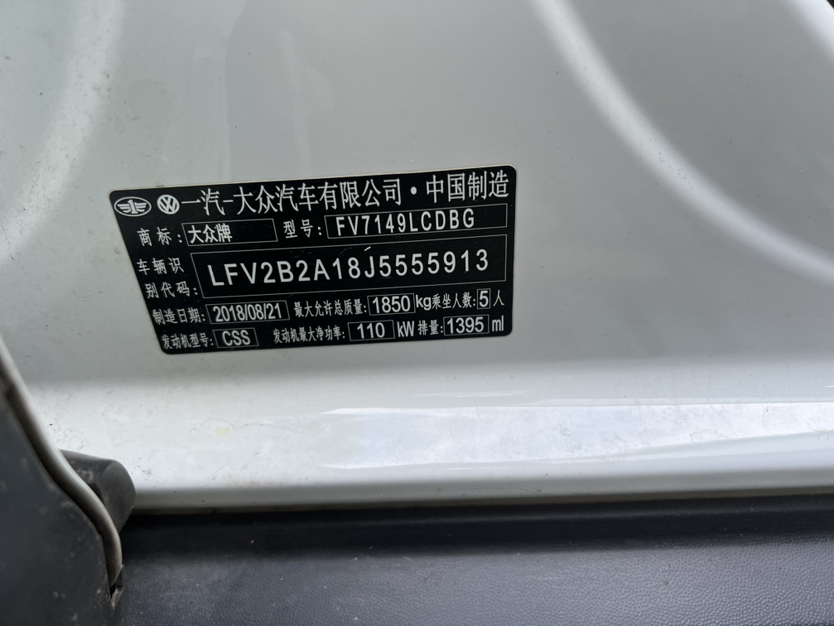 一汽-大众汽车有限公司·中国制造
商标: 大众牌 型号: FV7149LCDBG
车辆识别代码: LFV2B2A18J5555913
制造日期: 2018/08/21 最大允许总质量: 1850 kg 乘坐人数: 5 人
发动机型号: CSS 发动机最大净功率: 110 kW 排量: 1395 ml